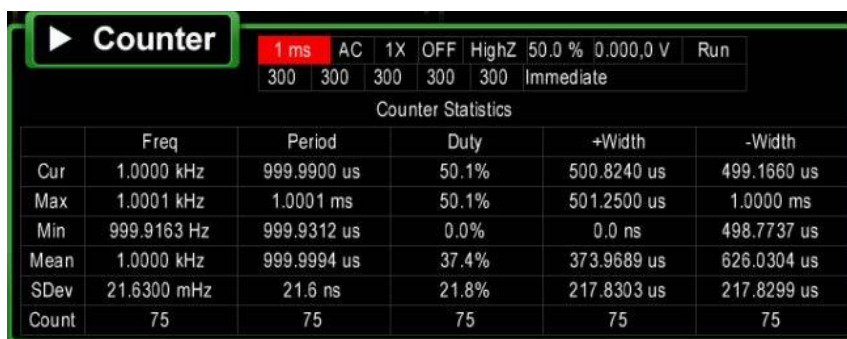 Counter
1 ms AC 1X OFF HighZ 50.0 % 0.000,0 V Run
300 300 300 300 300 Immediate
Counter Statistics
Freq Period Duty +Width -Width
Cur 1.0000 kHz 999.9900 us 50.1% 500.8240 us 499.1660 us
Max 1.0001 kHz 1.0001 ms 50.1% 501.2500 us 1.0000 ms
Min 999.9163 Hz 999.9312 us 0.0% 0.0 ns 498.7737 us
Mean 1.0000 kHz 999.9994 us 37.4% 373.9689 us 626.0304 us
SDev 21.6300 mHz 21.6 ns 21.8% 217.8303 us 217.8299 us
Count 75 75 75 75 75